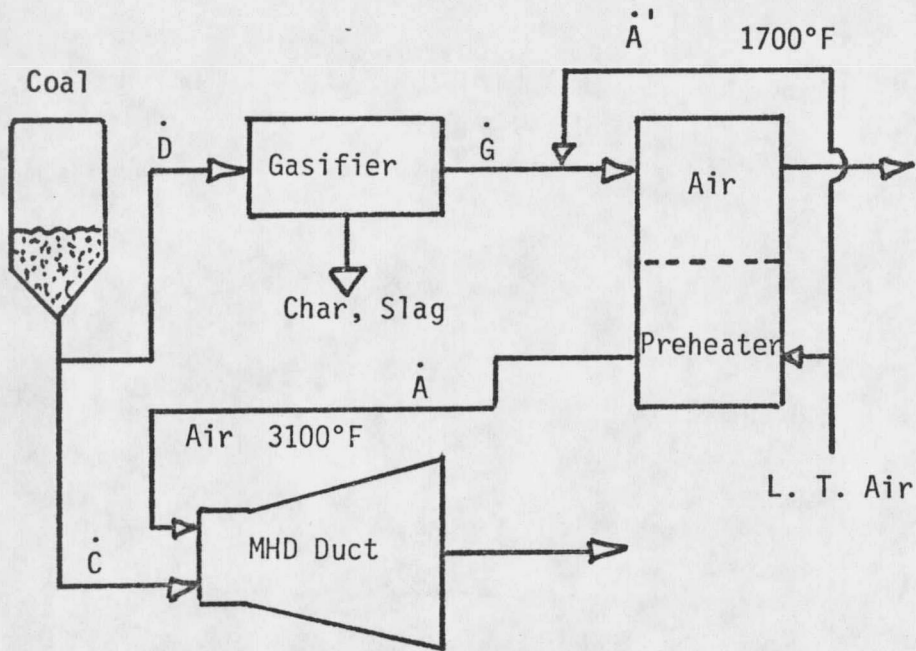 Ȧ' 1700°F
Coal
Ḋ
Gasifier
Ġ
Air
Char, Slag
Preheater
Ȧ
Air 3100°F
L. T. Air
MHD Duct
Ċ